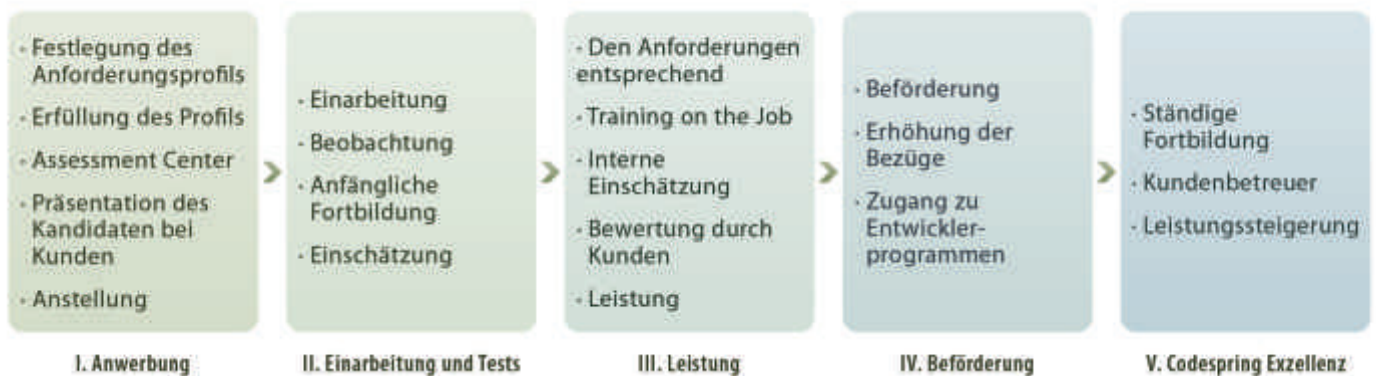 · Festlegung des
Anforderungsprofils
· Erfüllung des Profils
· Assessment Center
· Präsentation des
Kandidaten bei
Kunden
· Anstellung
I. Anwerbung
· Einarbeitung
· Beobachtung
· Anfängliche
Fortbildung
· Einschätzung
II. Einarbeitung und Tests
· Den Anforderungen
entsprechend
· Training on the Job
· Interne
Einschätzung
· Bewertung durch
Kunden
· Leistung
III. Leistung
· Beförderung
· Erhöhung der
Bezüge
· Zugang zu
Entwickler-
programmen
IV. Beförderung
· Ständige
Fortbildung
· Kundenbetreuer
· Leistungssteigerung
V. Codespring Exzellenz